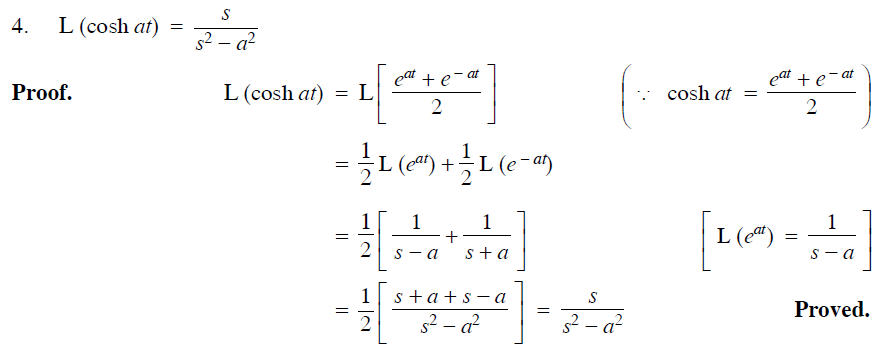 4. L (cosh at) = s / (s² − a²)
Proof. L (cosh at) = L[(e^{at} + e^{−at}) / 2] (∵ cosh at = (e^{at} + e^{−at}) / 2)
= 1/2 L (e^{at}) + 1/2 L (e^{−at})
= 1/2 [1 / (s − a) + 1 / (s + a)] [L (e^{at}) = 1 / (s − a)]
= 1/2 [(s + a + s − a) / (s² − a²)] = s / (s² − a²) Proved.